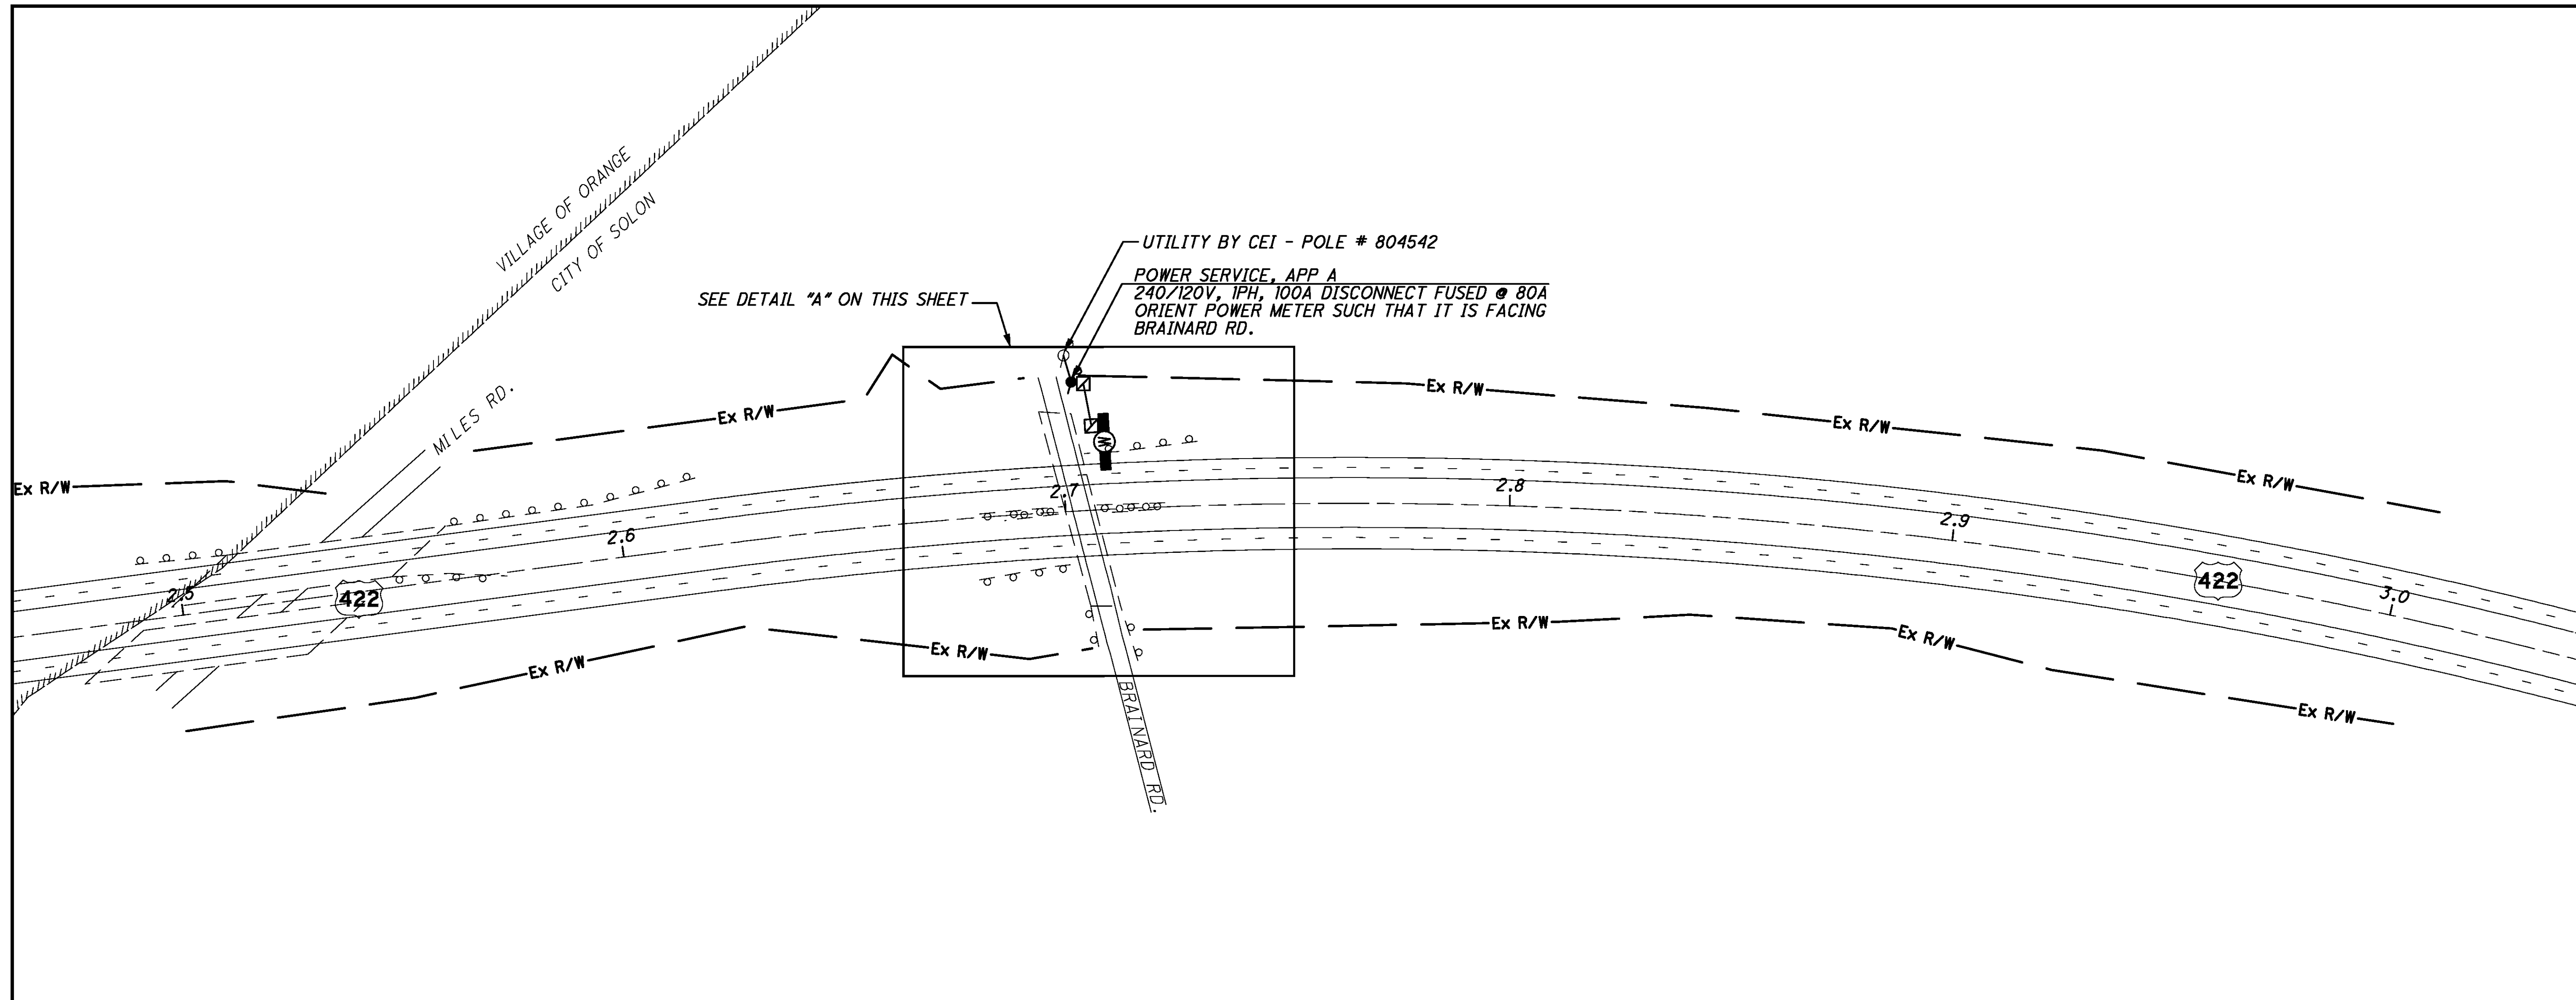 VILLAGE OF ORANGE
CITY OF SOLON
UTILITY BY CEI - POLE # 804542
POWER SERVICE, APP A
240/120V, 1PH, 100A DISCONNECT FUSED @ 80A
ORIENT POWER METER SUCH THAT IT IS FACING
BRAINARD RD.
SEE DETAIL "A" ON THIS SHEET
MILES RD.
Ex R/W
Ex R/W
Ex R/W
Ex R/W
Ex R/W
P
M
2.5
2.6
2.7
2.8
2.9
3.0
422
422
Ex R/W
Ex R/W
Ex R/W
Ex R/W
Ex R/W
BRAINARD RD.